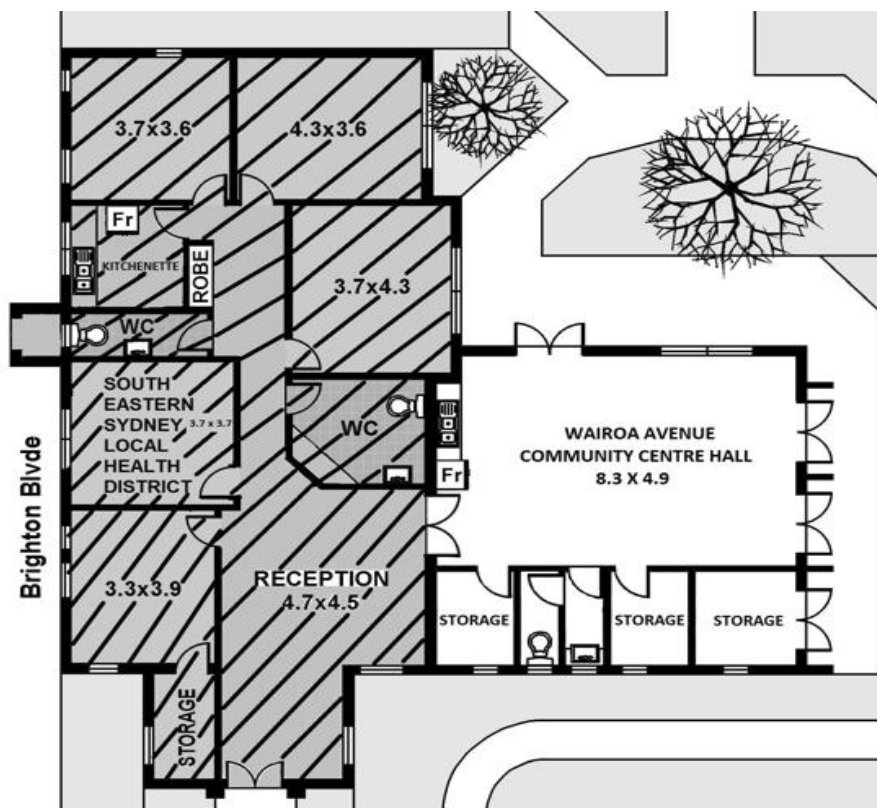 3.7x3.6
4.3x3.6
Fr
KITCHENETTE
ROBE
3.7x4.3
WC
SOUTH
EASTERN
SYDNEY
LOCAL
HEALTH
DISTRICT
3.7 x 3.7
WC
WAIROA AVENUE
COMMUNITY CENTRE HALL
8.3 X 4.9
Fr
Brighton Blvde
3.3x3.9
RECEPTION
4.7x4.5
STORAGE
STORAGE
STORAGE
STORAGE